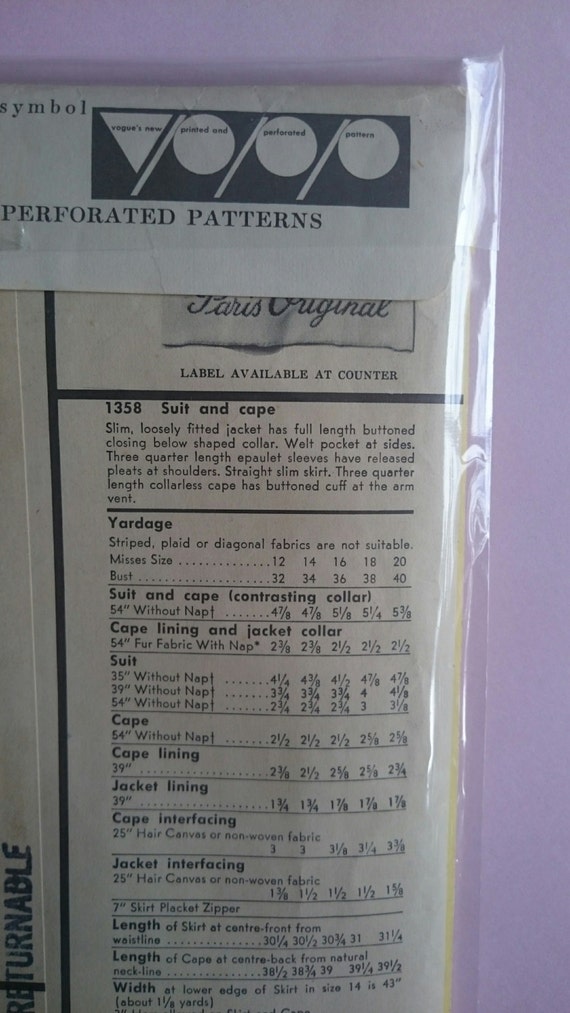 symbol
vogue's new printed and perforated pattern
VPPP
PERFORATED PATTERNS
Paris Original
LABEL AVAILABLE AT COUNTER
1358 Suit and cape
Slim, loosely fitted jacket has full length buttoned
closing below shaped collar. Welt pocket at sides.
Three quarter length epaulet sleeves have released
pleats at shoulders. Straight slim skirt. Three quarter
length collarless cape has buttoned cuff at the arm
vent.
Yardage
Striped, plaid or diagonal fabrics are not suitable.
Misses Size ..............12 14 16 18 20
Bust ....................32 34 36 38 40
Suit and cape (contrasting collar)
54" Without Nap† .......4⅞ 4⅞ 5⅛ 5¼ 5⅜
Cape lining and jacket collar
54" Fur Fabric With Nap* 2⅜ 2⅜ 2½ 2½ 2½
Suit
35" Without Nap† .......4¼ 4⅜ 4½ 4⅞ 4⅞
39" Without Nap† .......3¾ 3¾ 3¾ 4 4⅛
54" Without Nap† .......2¾ 2¾ 2¾ 3 3⅛
Cape
54" Without Nap† .......2½ 2½ 2½ 2⅝ 2⅝
Cape lining
39" ....................2⅜ 2½ 2⅝ 2⅝ 2¾
Jacket lining
39" ....................1¾ 1¾ 1⅞ 1⅞ 1⅞
Cape interfacing
25" Hair Canvas or non-woven fabric
3 3 3⅛ 3¼ 3⅜
Jacket interfacing
25" Hair Canvas or non-woven fabric
1⅜ 1½ 1½ 1½ 1⅝
7" Skirt Placket Zipper
Length of Skirt at centre-front from
waistline ..............30¼ 30½ 30¾ 31 31¼
Length of Cape at centre-back from natural
neck-line ..............38½ 38¾ 39 39¼ 39½
Width at lower edge of Skirt in size 14 is 43"
(about 1⅛ yards)
RETURNABLE